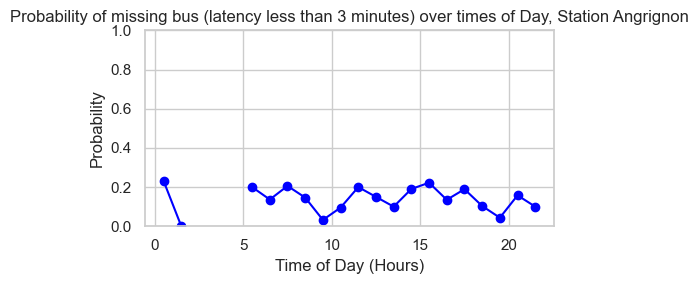 Probability of missing bus (latency less than 3 minutes) over times of Day, Station Angrignon
1.0
0.8
0.6
0.4
0.2
0.0
Probability
0 5 10 15 20
Time of Day (Hours)